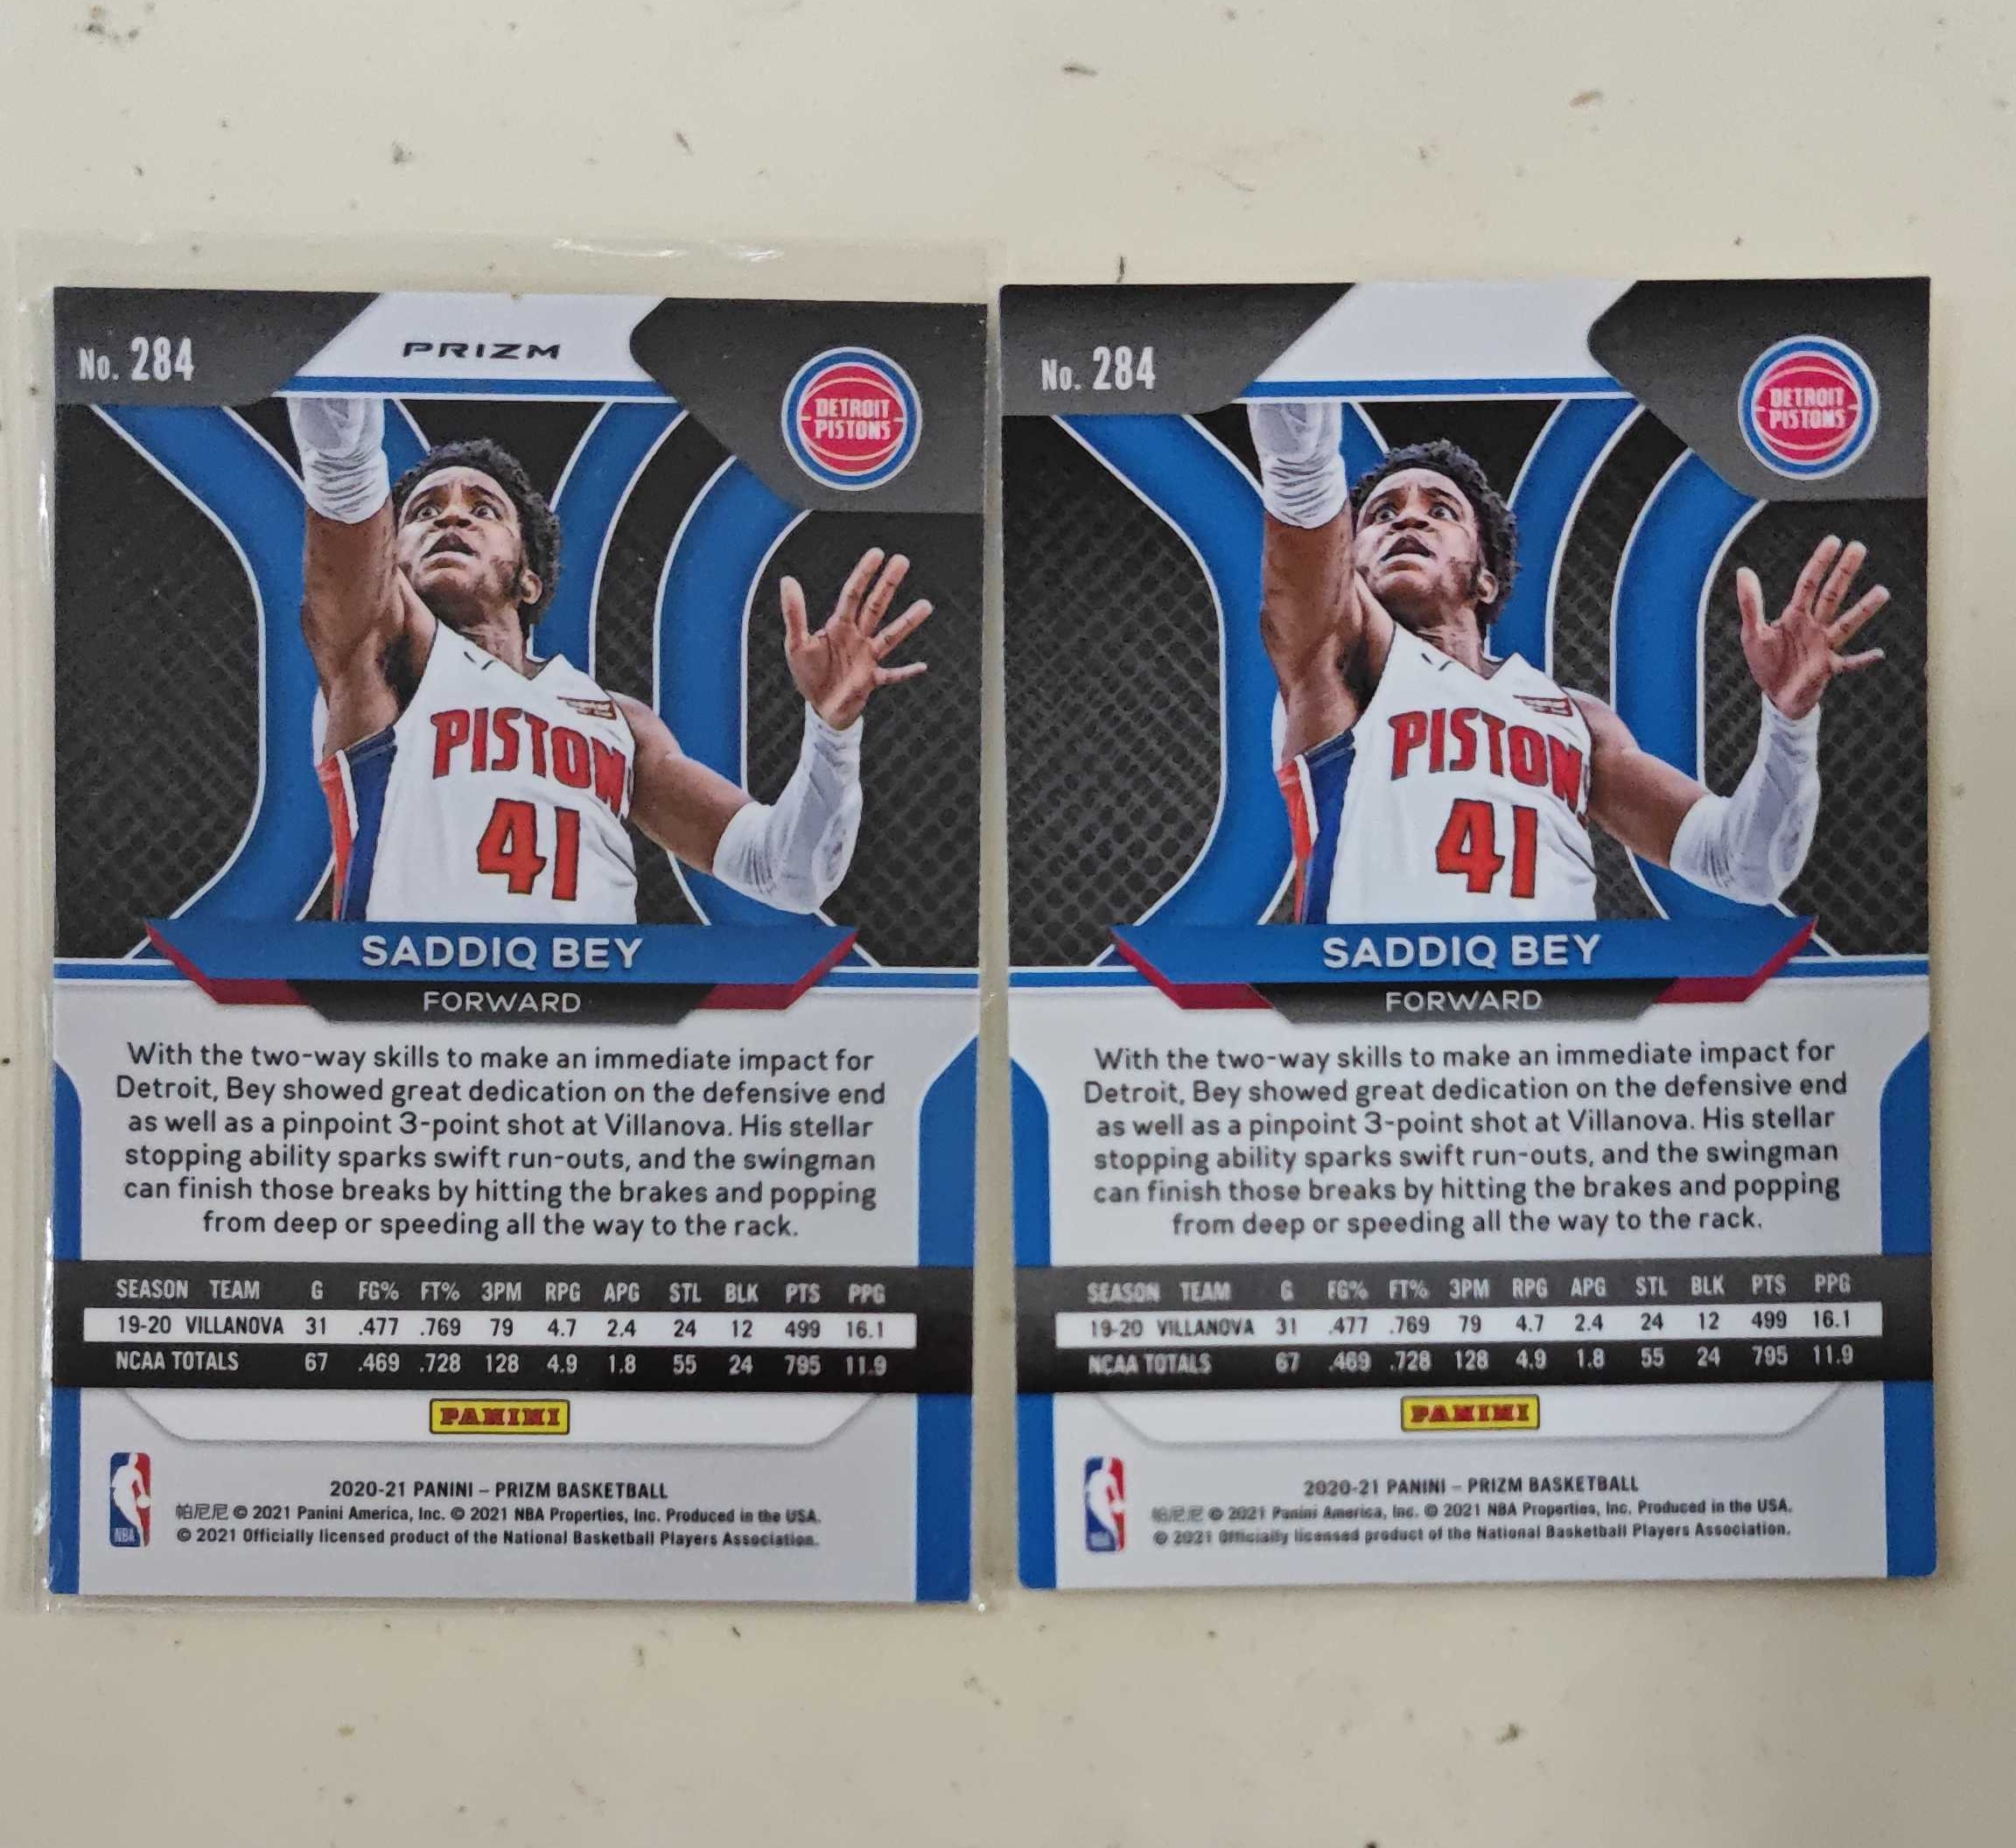 No. 284
PRIZM
DETROIT
PISTONS
PISTONS
41
SADDIQ BEY
FORWARD
With the two-way skills to make an immediate impact for
Detroit, Bey showed great dedication on the defensive end
as well as a pinpoint 3-point shot at Villanova. His stellar
stopping ability sparks swift run-outs, and the swingman
can finish those breaks by hitting the brakes and popping
from deep or speeding all the way to the rack.
SEASON TEAM G FG% FT% 3PM RPG APG STL BLK PTS PPG
19-20 VILLANOVA 31 .477 .769 79 4.7 2.4 24 12 499 16.1
NCAA TOTALS 67 .469 .728 128 4.9 1.8 55 24 795 11.9
PANINI
2020-21 PANINI – PRIZM BASKETBALL
帕尼尼 © 2021 Panini America, Inc. © 2021 NBA Properties, Inc. Produced in the USA.
© 2021 Officially licensed product of the National Basketball Players Association.
NBA
No. 284
DETROIT
PISTONS
PISTON
41
SADDIQ BEY
FORWARD
With the two-way skills to make an immediate impact for
Detroit, Bey showed great dedication on the defensive end
as well as a pinpoint 3-point shot at Villanova. His stellar
stopping ability sparks swift run-outs, and the swingman
can finish those breaks by hitting the brakes and popping
from deep or speeding all the way to the rack.
SEASON TEAM G FG% FT% 3PM RPG APG STL BLK PTS PPG
19-20 VILLANOVA 31 .477 .769 79 4.7 2.4 24 12 499 16.1
NCAA TOTALS 67 .469 .728 128 4.9 1.8 55 24 795 11.9
PANINI
2020-21 PANINI – PRIZM BASKETBALL
帕尼尼 © 2021 Panini America, Inc. © 2021 NBA Properties, Inc. Produced in the USA.
© 2021 Officially licensed product of the National Basketball Players Association.